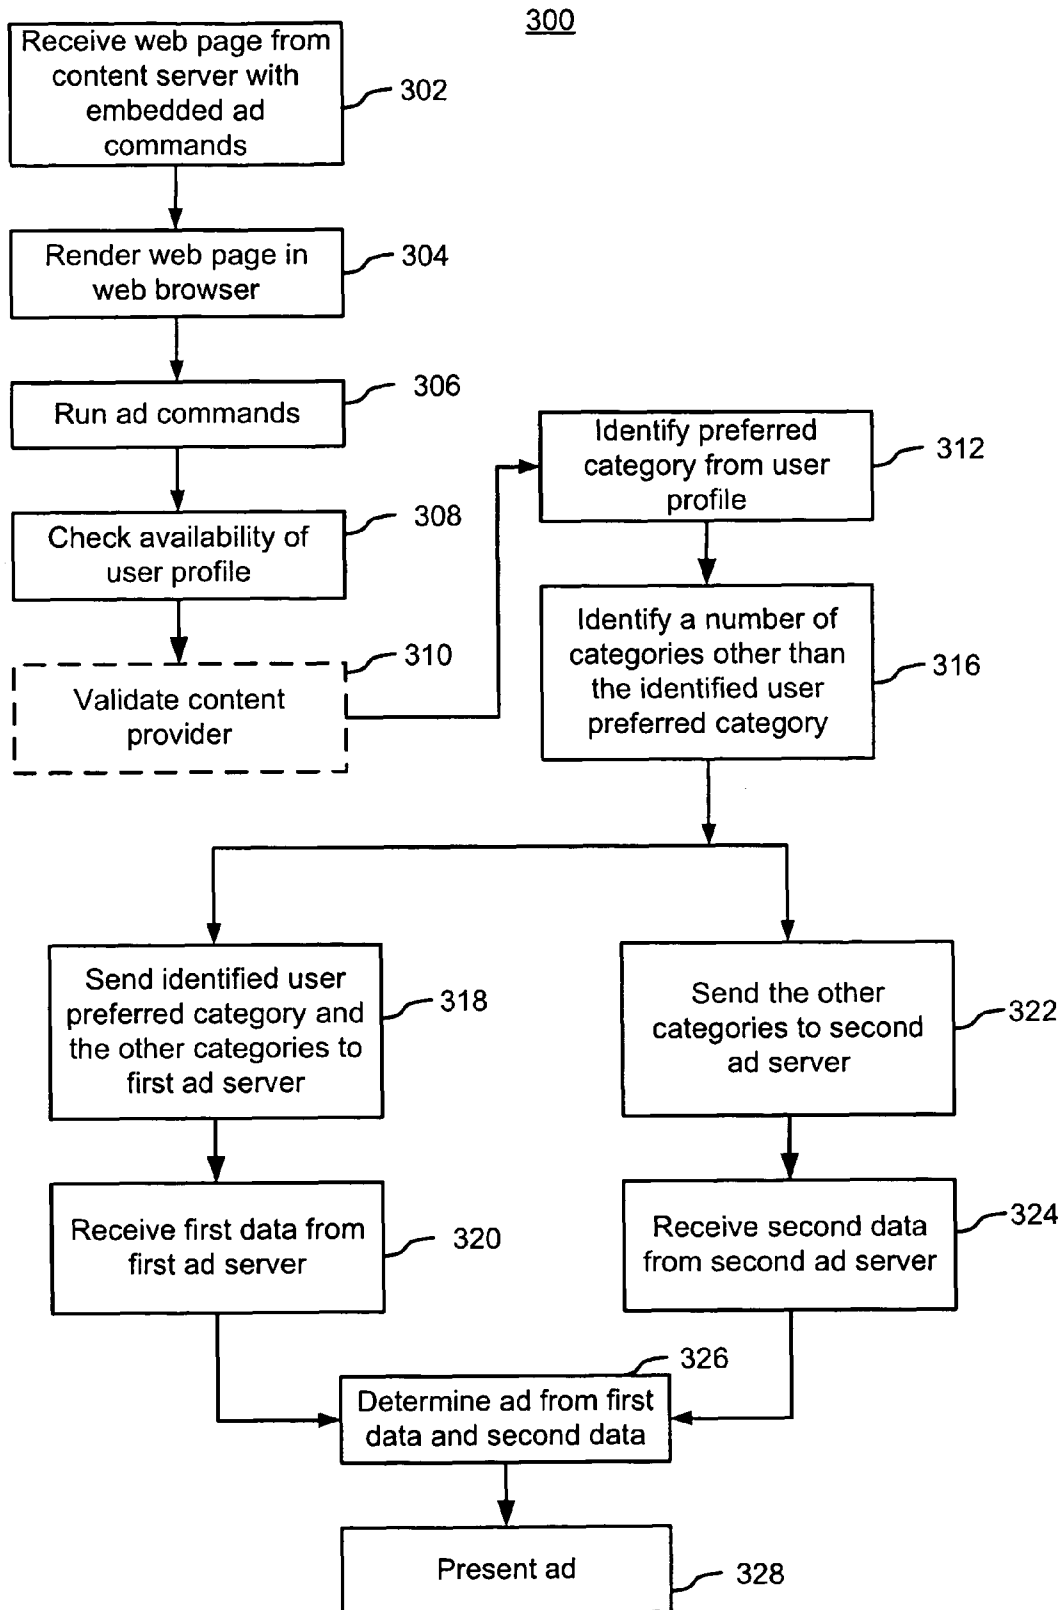 300
Receive web page from
content server with
embedded ad
commands
302
Render web page in
web browser
304
Run ad commands
306
Check availability of
user profile
308
Validate content
provider
310
Identify preferred
category from user
profile
312
Identify a number of
categories other than
the identified user
preferred category
316
Send identified user
preferred category and
the other categories to
first ad server
318
Send the other
categories to second
ad server
322
Receive first data from
first ad server
320
Receive second data
from second ad server
324
Determine ad from first
data and second data
326
Present ad
328